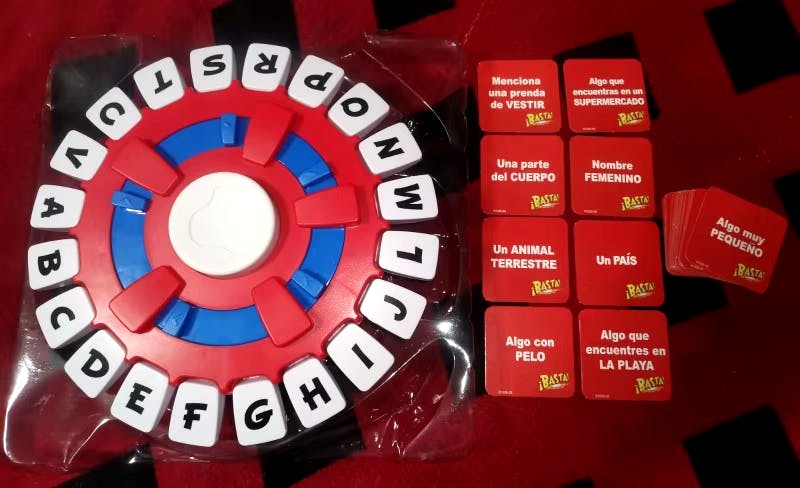 A
B
C
D
E
F
G
H
I
J
L
M
N
O
P
R
S
T
U
V
Menciona
una prenda
de VESTIR
¡BASTA!
Algo que
encuentras en un
SUPERMERCADO
¡BASTA!
Una parte
del CUERPO
¡BASTA!
Nombre
FEMENINO
¡BASTA!
Un ANIMAL
TERRESTRE
¡BASTA!
Un PAÍS
¡BASTA!
Algo con
PELO
¡BASTA!
Algo que
encuentres en
LA PLAYA
¡BASTA!
Algo muy
PEQUEÑO
¡BASTA!